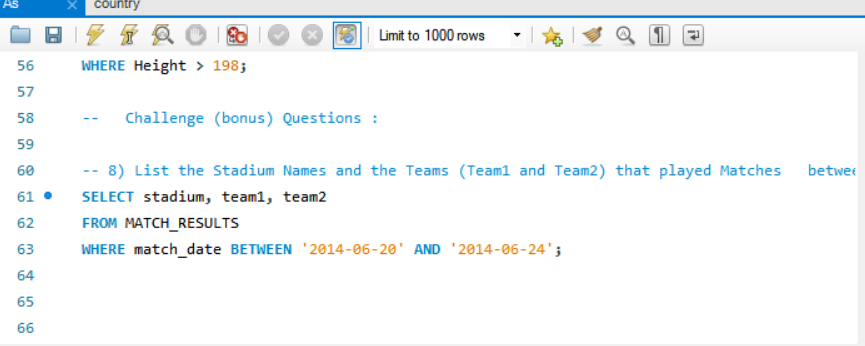 As × country
Limit to 1000 rows
56 WHERE Height > 198;
57
58 -- Challenge (bonus) Questions :
59
60 -- 8) List the Stadium Names and the Teams (Team1 and Team2) that played Matches betwee
61 SELECT stadium, team1, team2
62 FROM MATCH_RESULTS
63 WHERE match_date BETWEEN '2014-06-20' AND '2014-06-24';
64
65
66